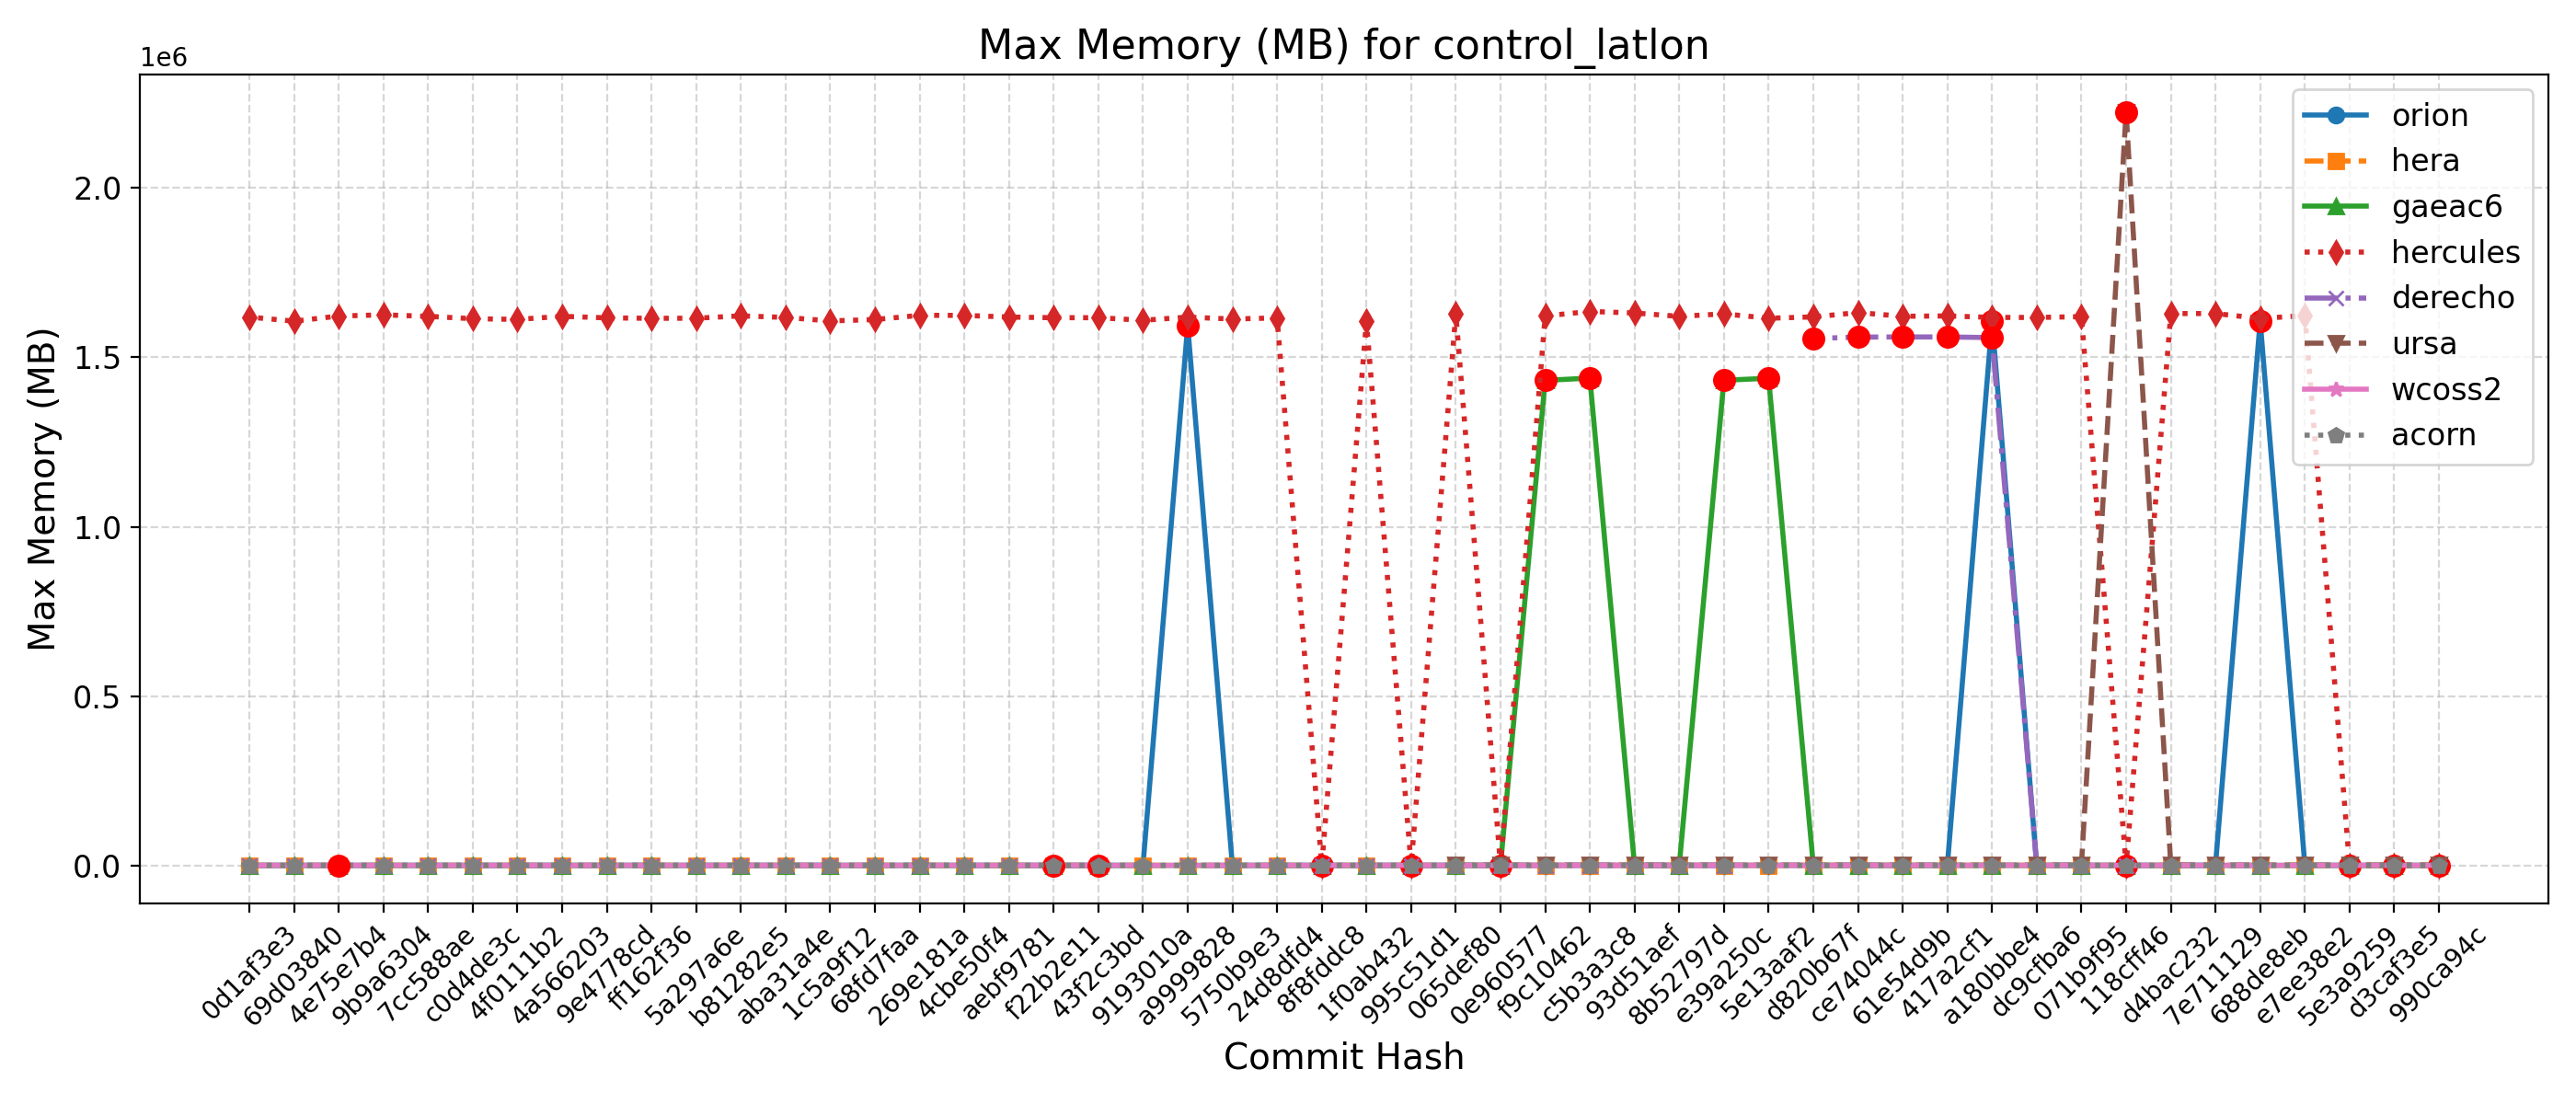 Max Memory (MB) for control_latlon
1e6
2.0
1.5
1.0
0.5
0.0
Max Memory (MB)
orion
hera
gaeac6
hercules
derecho
ursa
wcoss2
acorn
0d1af3e3
69d03840
4e75e7b4
9b9a6304
7cc588ae
c0d4de3c
4f0111b2
4a566203
9e4778cd
ff162f36
5a297a6e
b81282e5
aba31a4e
1c5a9f12
68fd7faa
269e181a
4cbe50f4
aebf9781
f22b2e11
43f2c3bd
9193010a
a9999828
5750b9e3
24d8dfd4
8f8fddc8
1f0ab432
995c51d1
065def80
0e960577
f9c10462
c5b3a3c8
93d51aef
8b52797d
e39a250c
5e13aaf2
d820b67f
ce74044c
61e54d9b
417a2cf1
a180bbe4
dc9cfba6
071b9f95
118cff46
d4bac232
7e711129
688de8eb
e7ee38e2
5e3a9259
d3caf3e5
990ca94c
Commit Hash